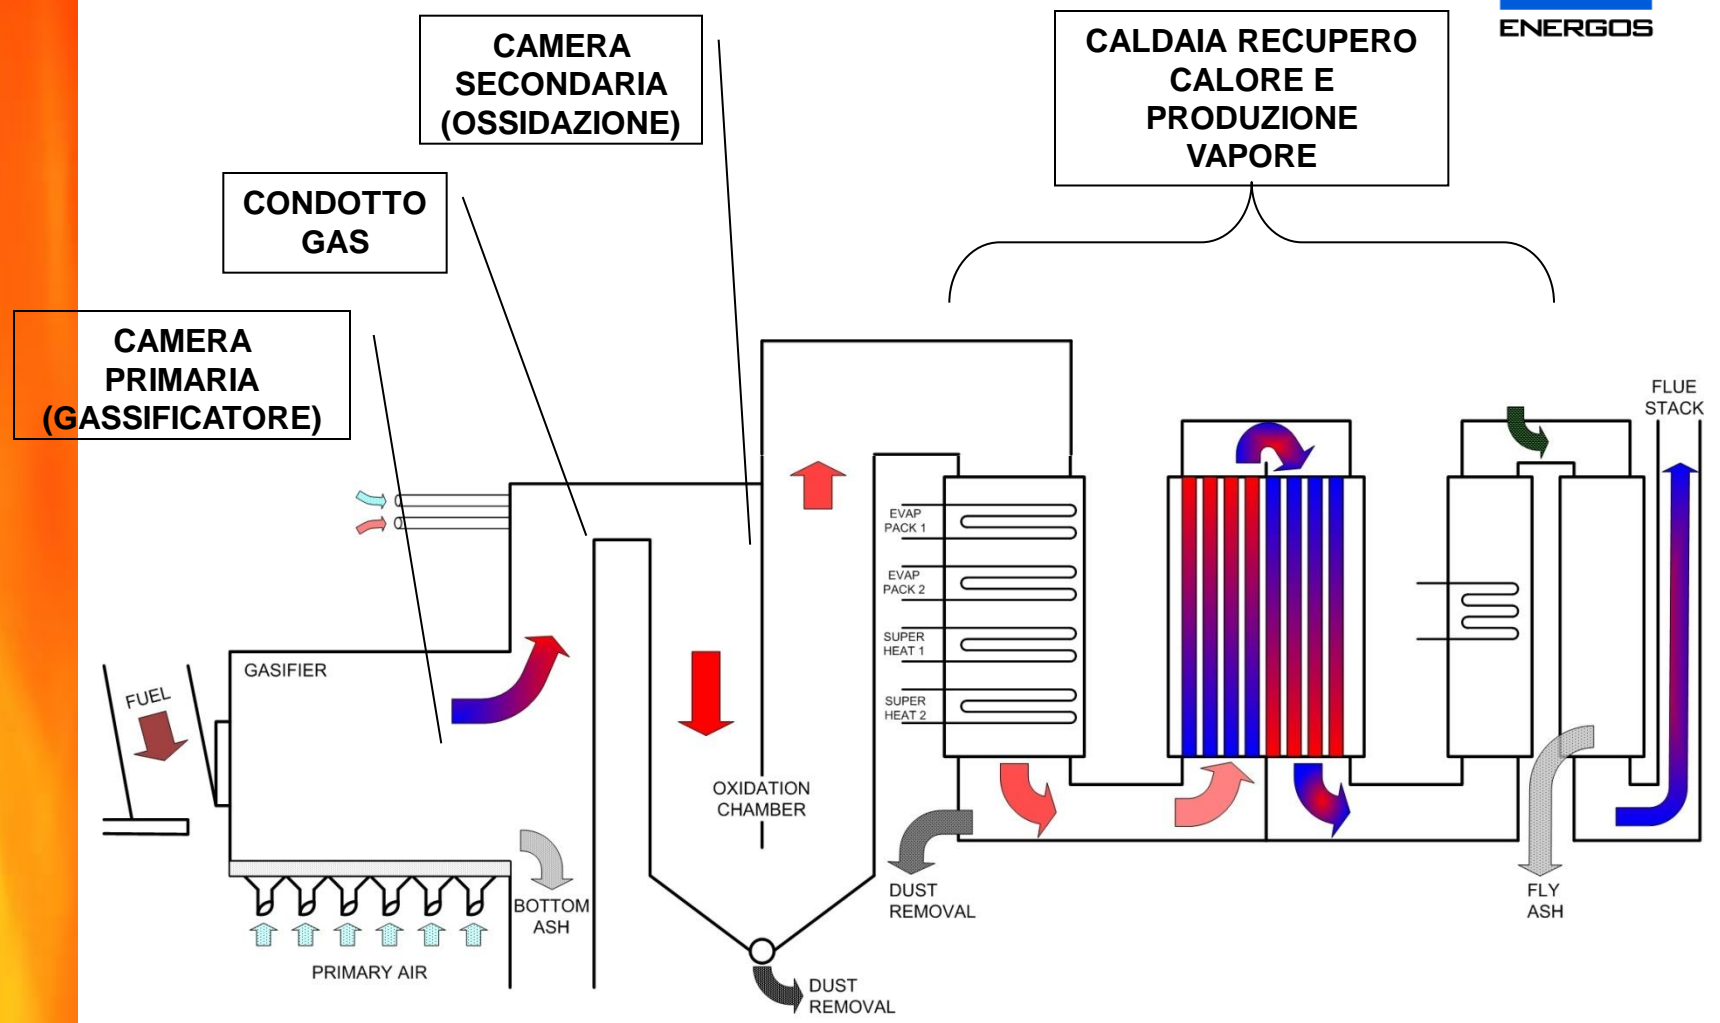 ENERGOS
CAMERA
SECONDARIA
(OSSIDAZIONE)
CALDAIA RECUPERO
CALORE E
PRODUZIONE
VAPORE
CONDOTTO
GAS
CAMERA
PRIMARIA
(GASSIFICATORE)
FLUE
STACK
EVAP
PACK 1
EVAP
PACK 2
SUPER
HEAT 1
SUPER
HEAT 2
GASIFIER
FUEL
OXIDATION
CHAMBER
BOTTOM
ASH
DUST
REMOVAL
FLY
ASH
PRIMARY AIR
DUST
REMOVAL